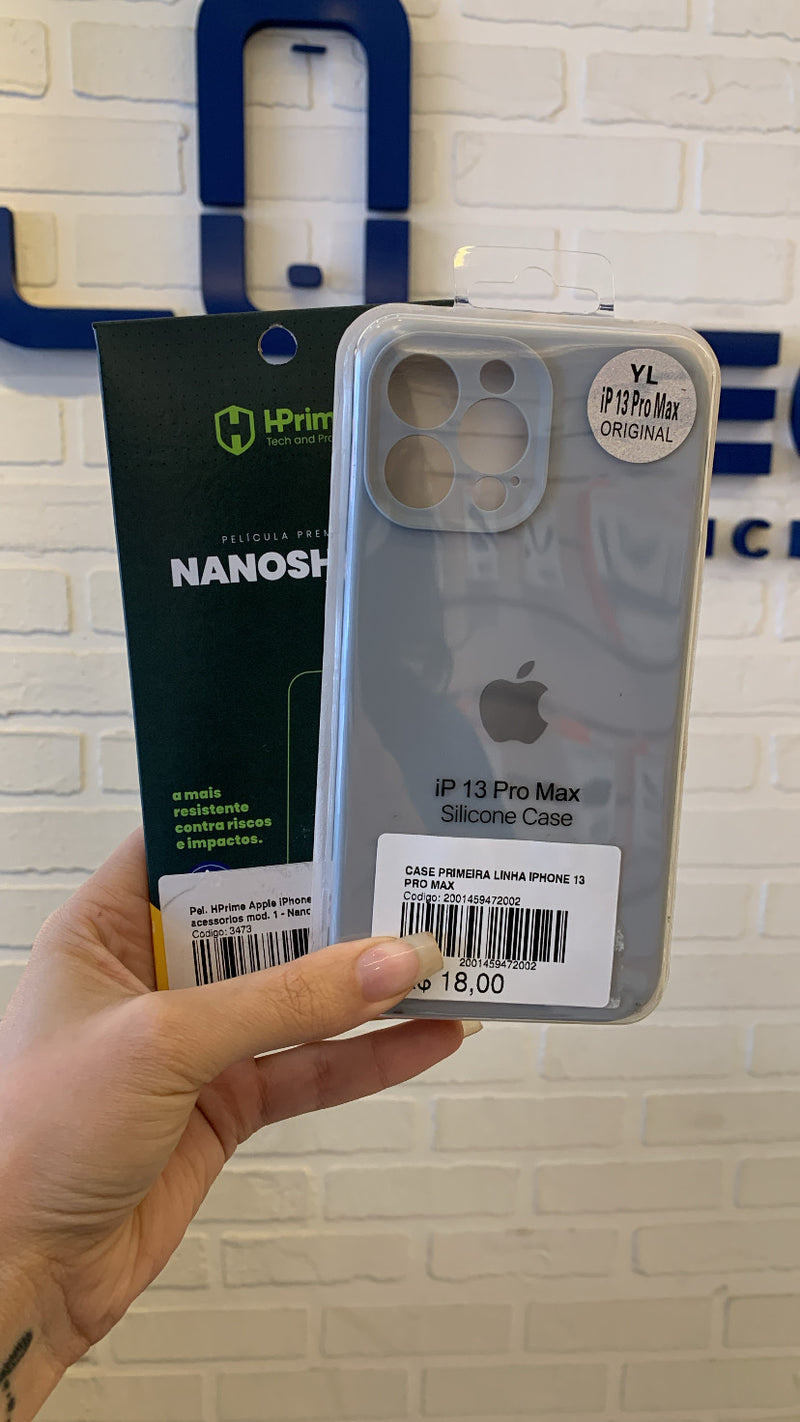 HPrim
Tech and Pro
PELÍCULA PREM
NANOSH
a mais
resistente
contra riscos
e impactos.
Pel. HPrime Apple iPhone
acessorios mod. 1 - Nano
Codigo: 3473
YL
iP 13 Pro Max
ORIGINAL
iP 13 Pro Max
Silicone Case
CASE PRIMEIRA LINHA IPHONE 13
PRO MAX
Codigo: 2001459472002
2001459472002
$ 18,00